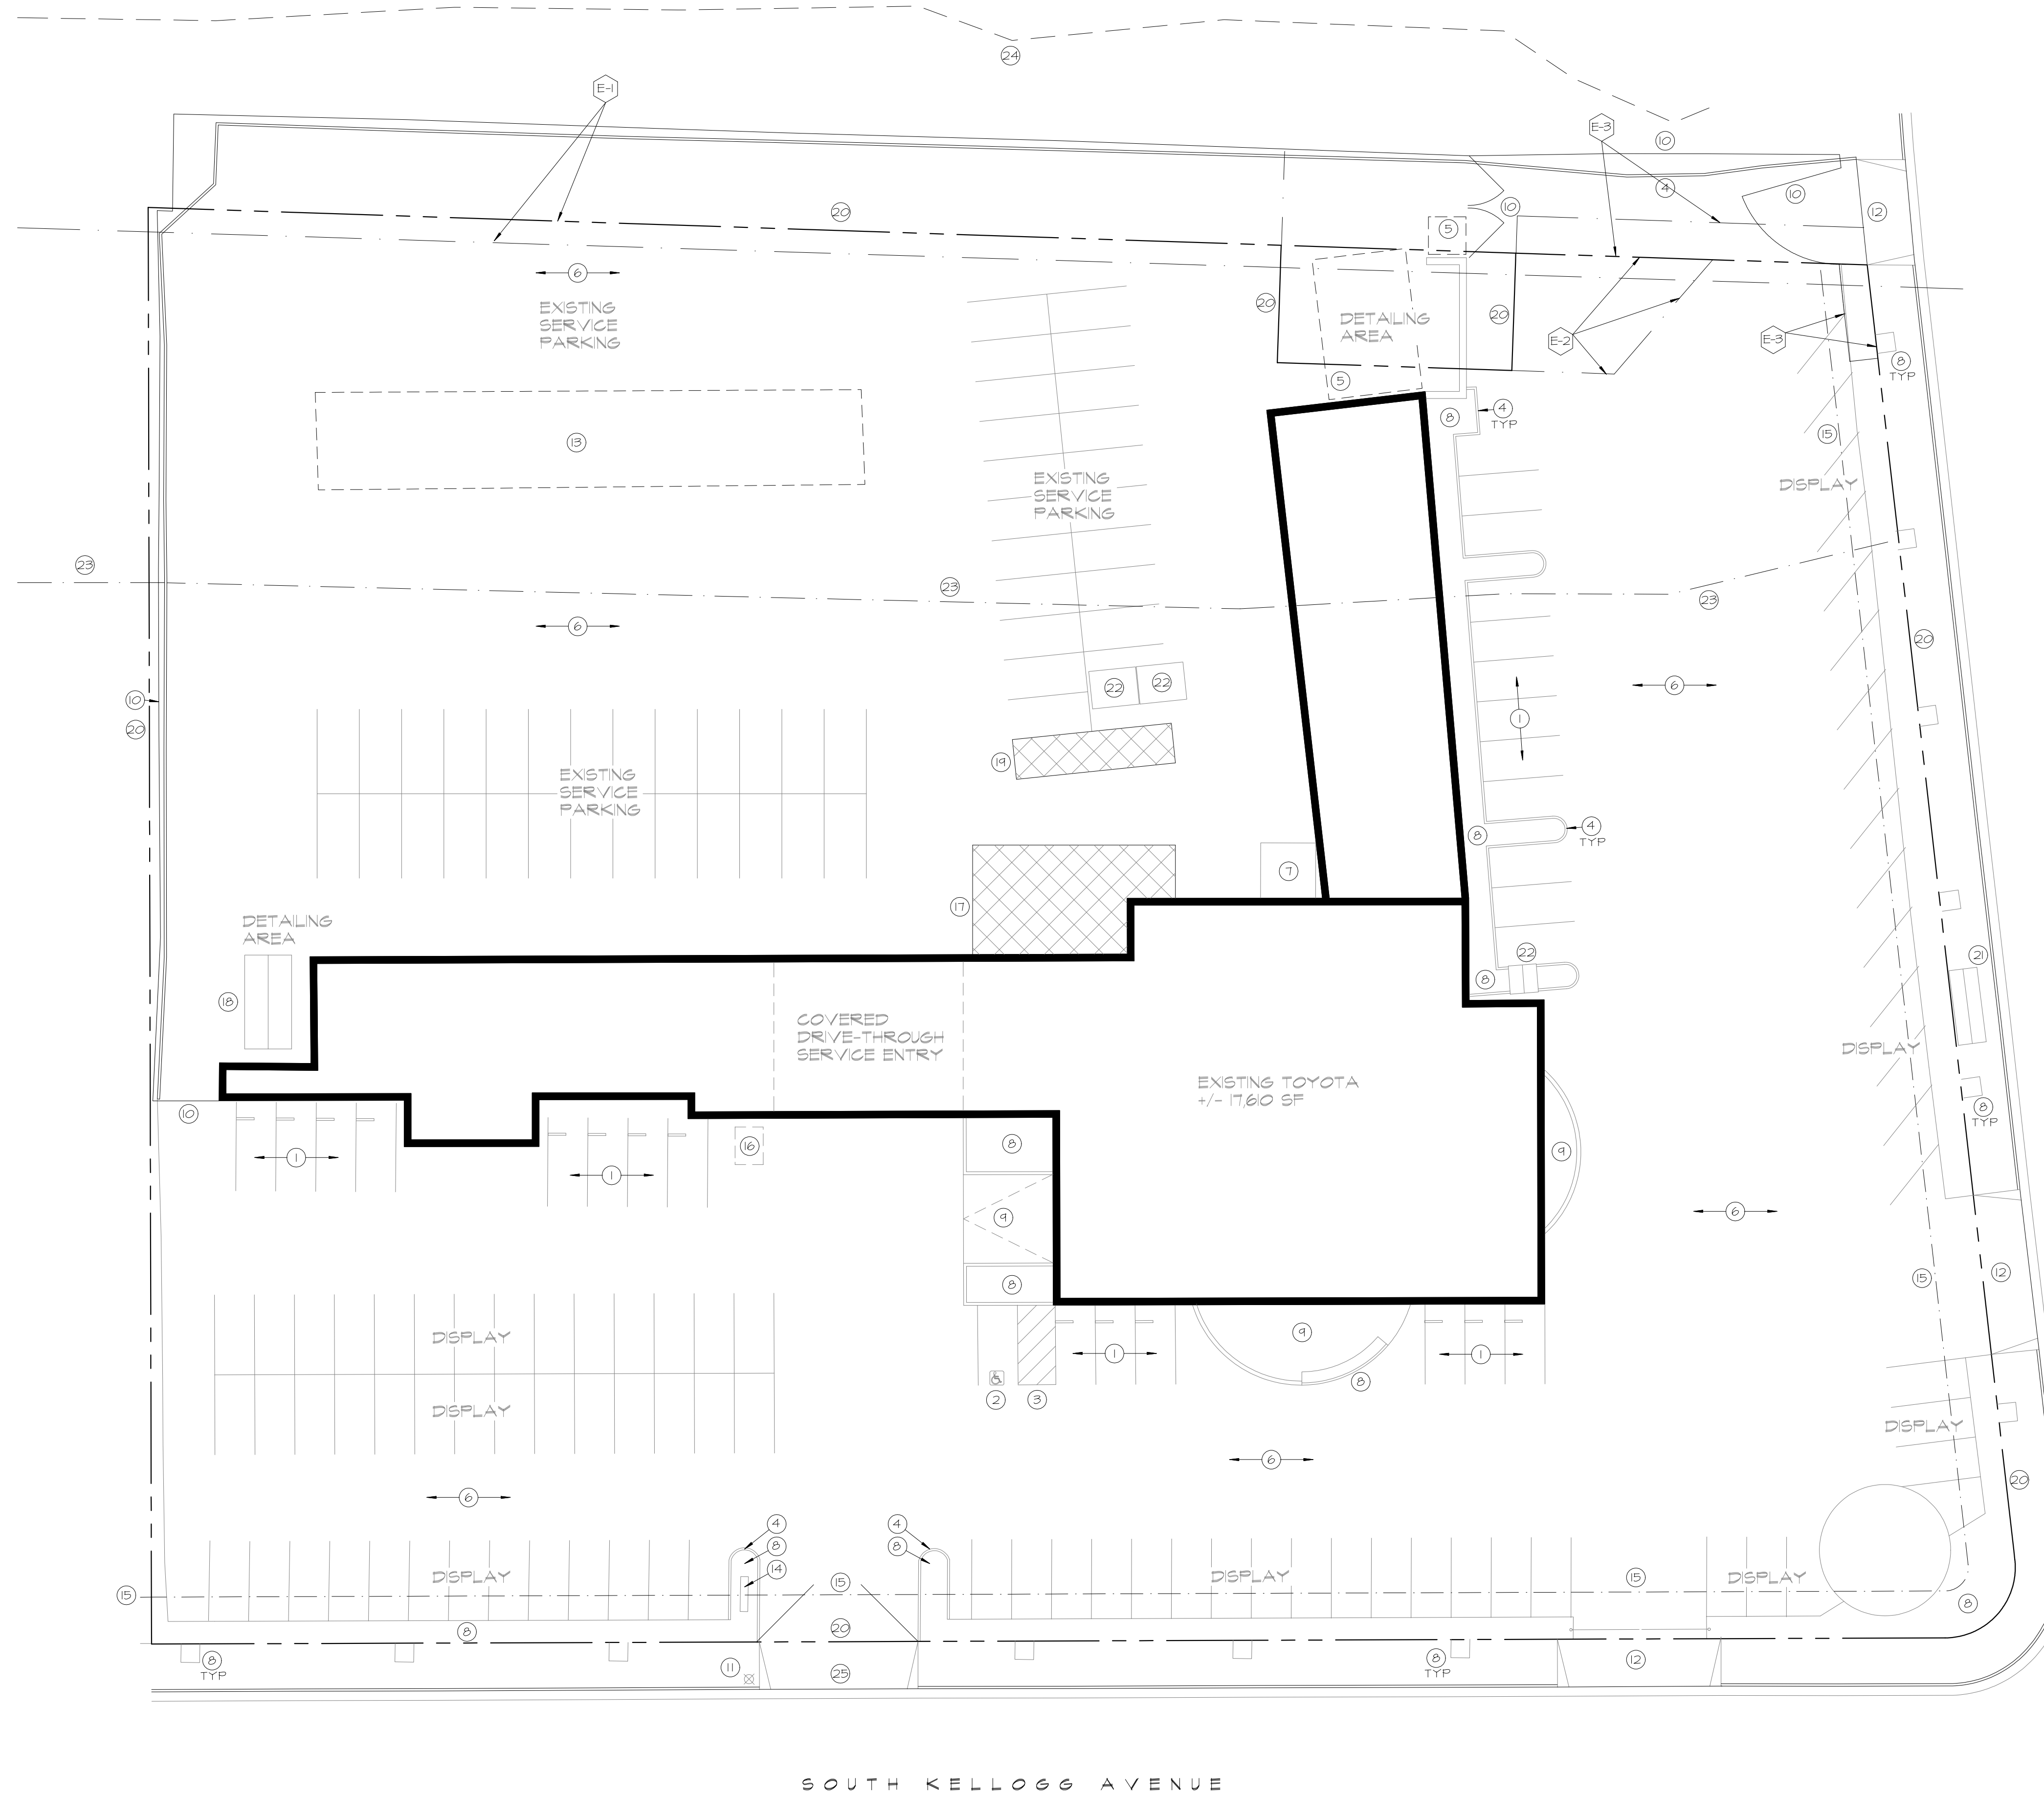 24
E-1
E-3
10
4
10
12
20
10
5
6
EXISTING
SERVICE
PARKING
20
20
DETAILING
AREA
E-2
E-3
8
TYP
5
8
4
TYP
13
15
EXISTING
SERVICE
PARKING
DISPLAY
23
23
23
6
20
22
22
6
10
20
1
19
EXISTING
SERVICE
PARKING
8
4
TYP
7
17
DETAILING
AREA
22
21
8
18
COVERED
DRIVE-THROUGH
SERVICE ENTRY
DISPLAY
EXISTING TOYOTA
+/- 17,610 SF
10
8
TYP
1
1
16
8
9
9
6
8
15
12
DISPLAY
9
1
1
8
2
3
DISPLAY
DISPLAY
6
20
6
4
8
14
4
8
15
DISPLAY
15
DISPLAY
15
DISPLAY
8
8
20
8
TYP
11
25
8
TYP
12
SOUTH KELLOGG AVENUE